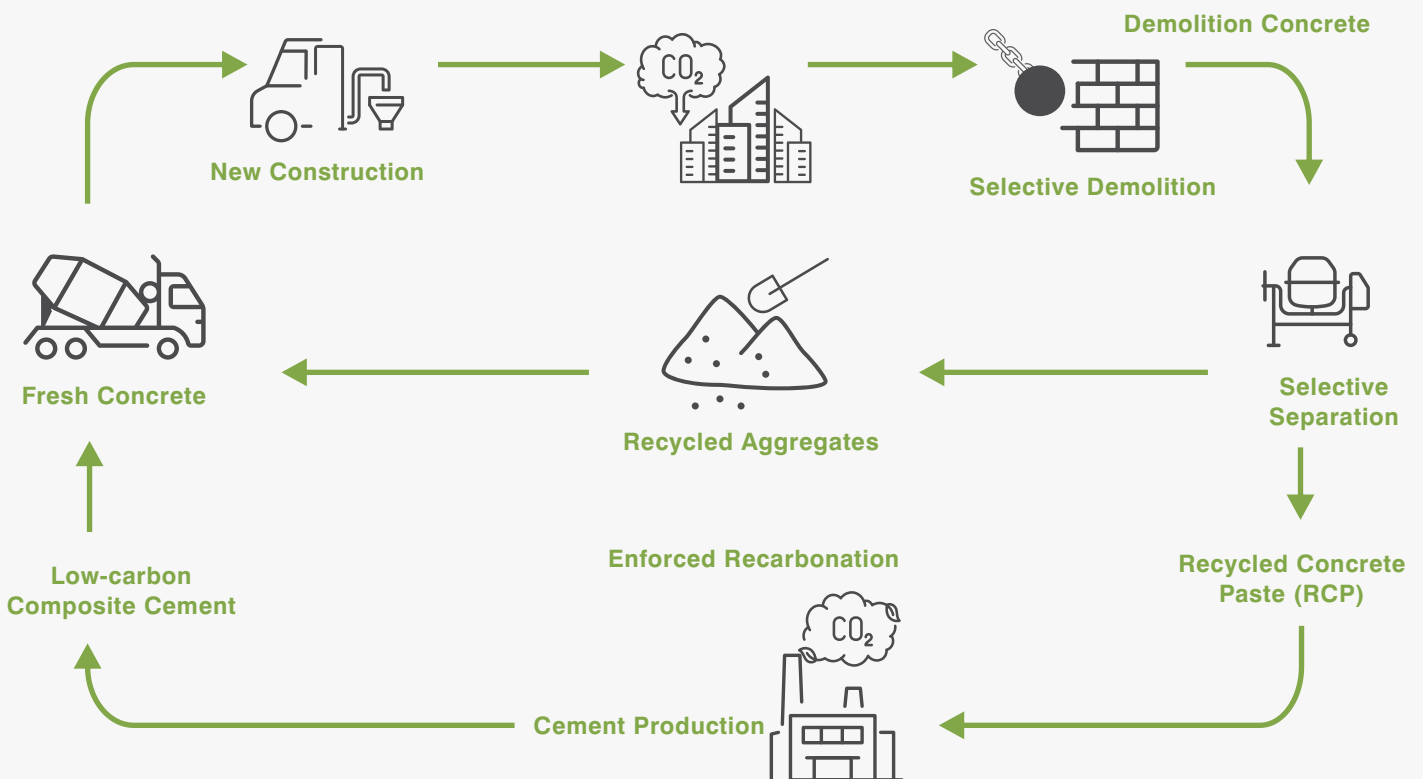 Demolition Concrete
CO₂
New Construction
Selective Demolition
Fresh Concrete
Recycled Aggregates
Selective
Separation
Enforced Recarbonation
Low-carbon
Composite Cement
Recycled Concrete
Paste (RCP)
CO₂
Cement Production